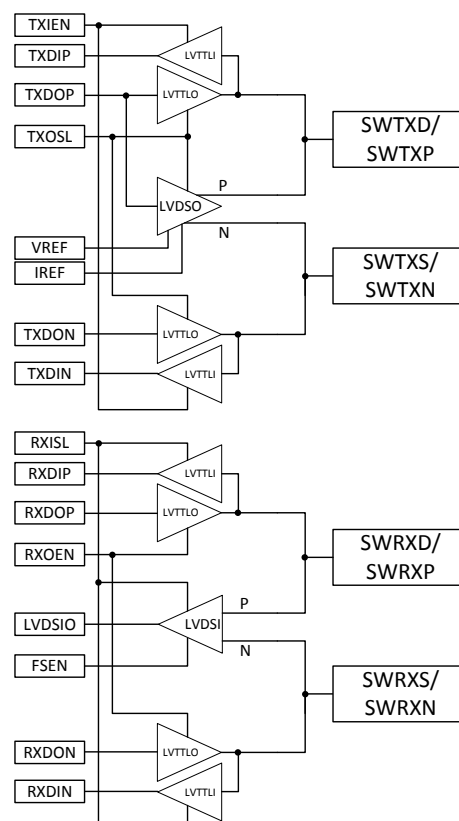 TXIEN
LVTTLI
TXDIP
TXDOP
LVTTLO
SWTXD/
SWTXP
TXOSL
P
LVDSO
N
VREF
IREF
SWTXS/
SWTXN
TXDON
LVTTLO
TXDIN
LVTTLI
RXISL
RXDIP
LVTTLI
RXDOP
LVTTLO
SWRXD/
SWRXP
RXOEN
P
LVDSIO
LVDSI
N
FSEN
SWRXS/
SWRXN
RXDON
LVTTLO
RXDIN
LVTTLI